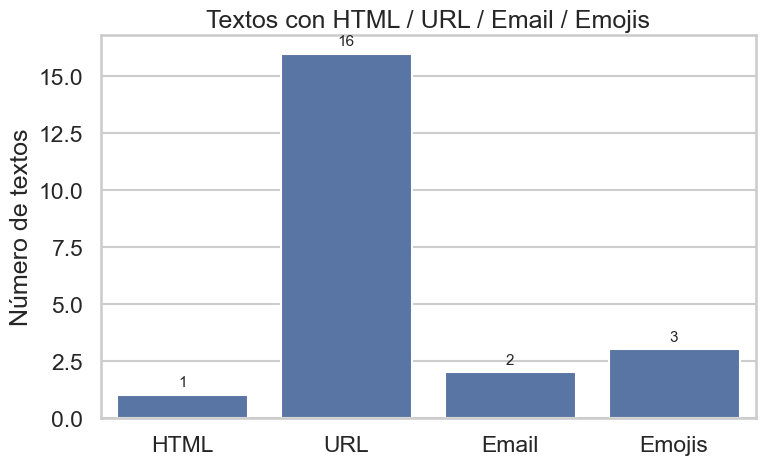 Textos con HTML / URL / Email / Emojis
Número de textos
15.0
12.5
10.0
7.5
5.0
2.5
0.0
1
16
2
3
HTML
URL
Email
Emojis